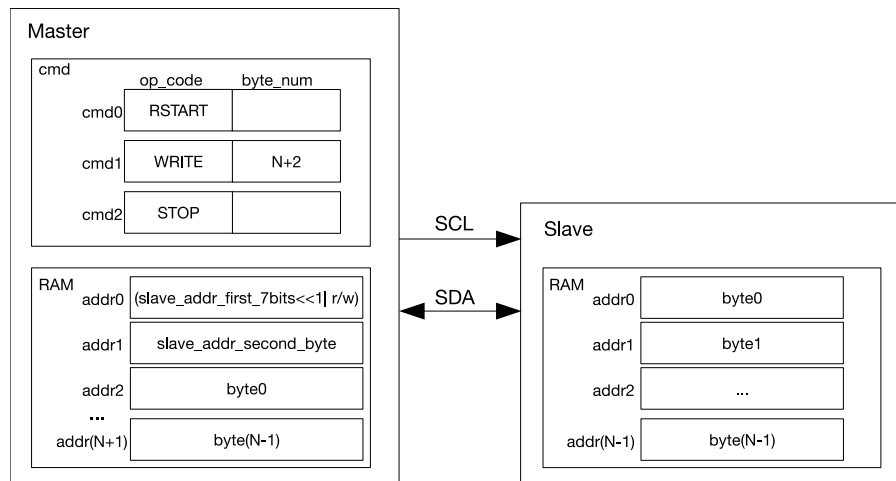 Master
cmd
op_code byte_num
cmd0 RSTART
cmd1 WRITE N+2
cmd2 STOP
RAM
addr0 (slave_addr_first_7bits<<1| r/w)
addr1 slave_addr_second_byte
addr2 byte0
...
addr(N+1) byte(N-1)
SCL
SDA
Slave
RAM
addr0 byte0
addr1 byte1
addr2 ...
addr(N-1) byte(N-1)